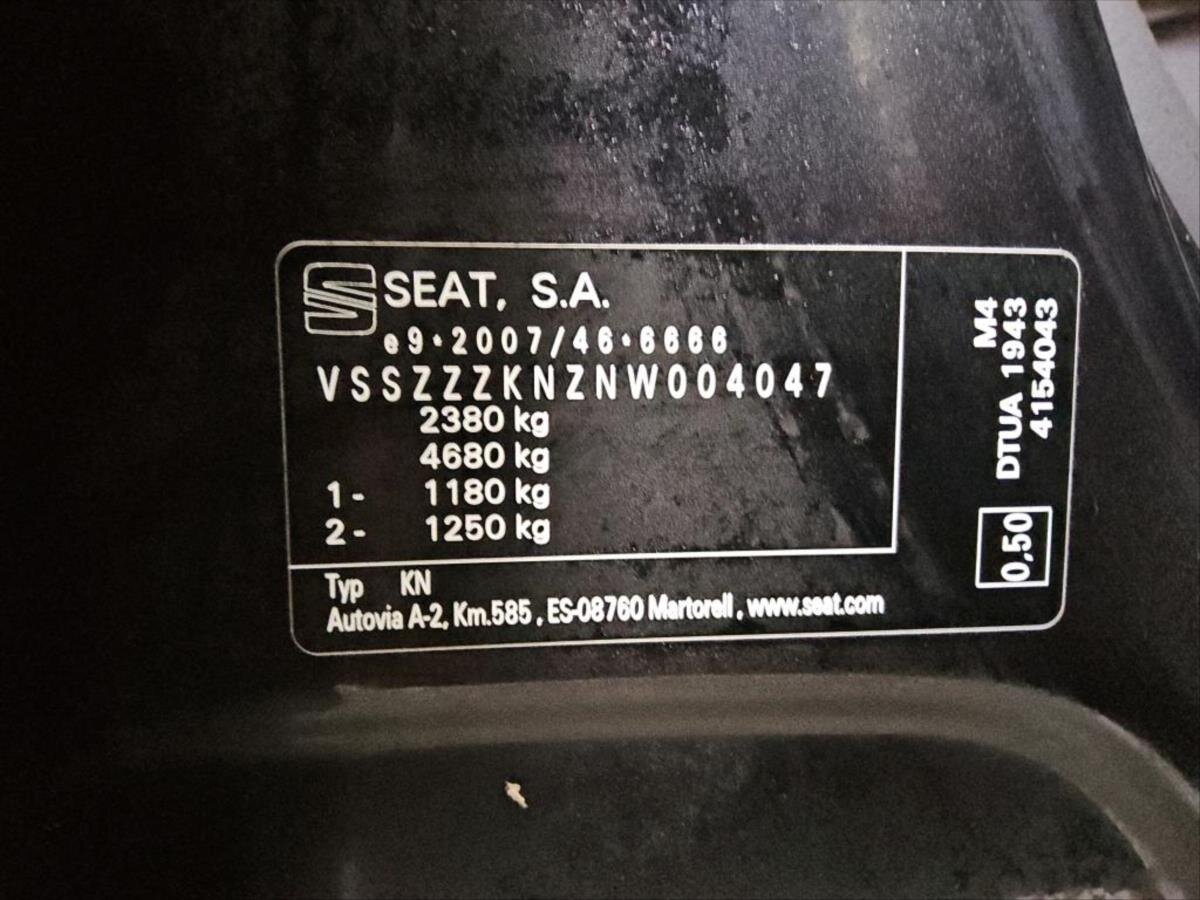 SEAT, S.A.
e9*2007/46*6666
VSSZZZKNZNW004047
2380 kg
4680 kg
1- 1180 kg
2- 1250 kg
Typ KN
Autovia A-2, Km.585, ES-08760 Martorell, www.seat.com
M4
DTUA 1943
4154043
0,50